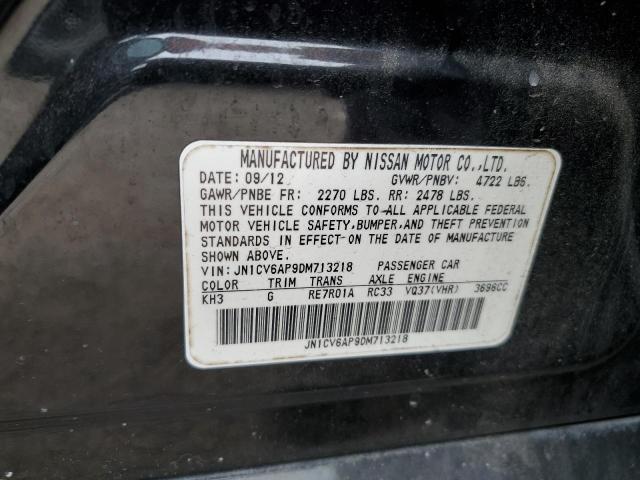 MANUFACTURED BY NISSAN MOTOR CO.,LTD.
DATE: 09/12 GVWR/PNBV: 4722 LBS.
GAWR/PNBE FR: 2270 LBS. RR: 2478 LBS.
THIS VEHICLE CONFORMS TO ALL APPLICABLE FEDERAL
MOTOR VEHICLE SAFETY,BUMPER,AND THEFT PREVENTION
STANDARDS IN EFFECT ON THE DATE OF MANUFACTURE
SHOWN ABOVE.
VIN: JN1CV6AP9DM713218 PASSENGER CAR
COLOR TRIM TRANS AXLE ENGINE
KH3 G RE7R01A RC33 VQ37(VHR) 3696CC
JN1CV6AP9DM713218